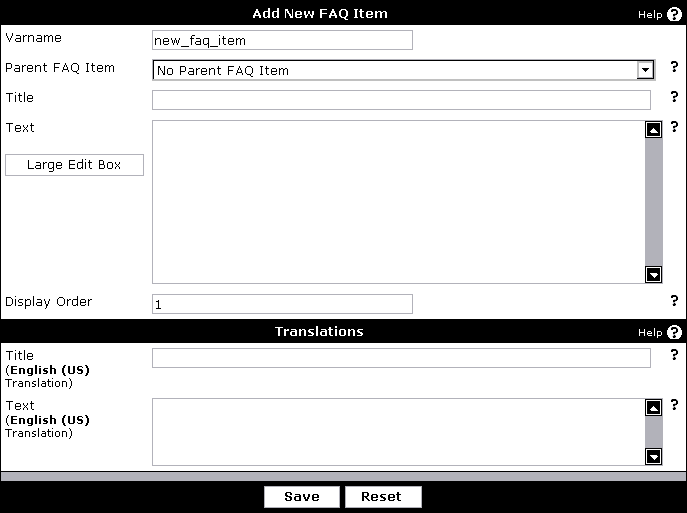 Add New FAQ Item Help ?
Varname new_faq_item
Parent FAQ Item No Parent FAQ Item ?
Title ?
Text ?
Large Edit Box
Display Order 1 ?
Translations Help ?
Title ?
(English (US)
Translation)
Text ?
(English (US)
Translation)
Save Reset